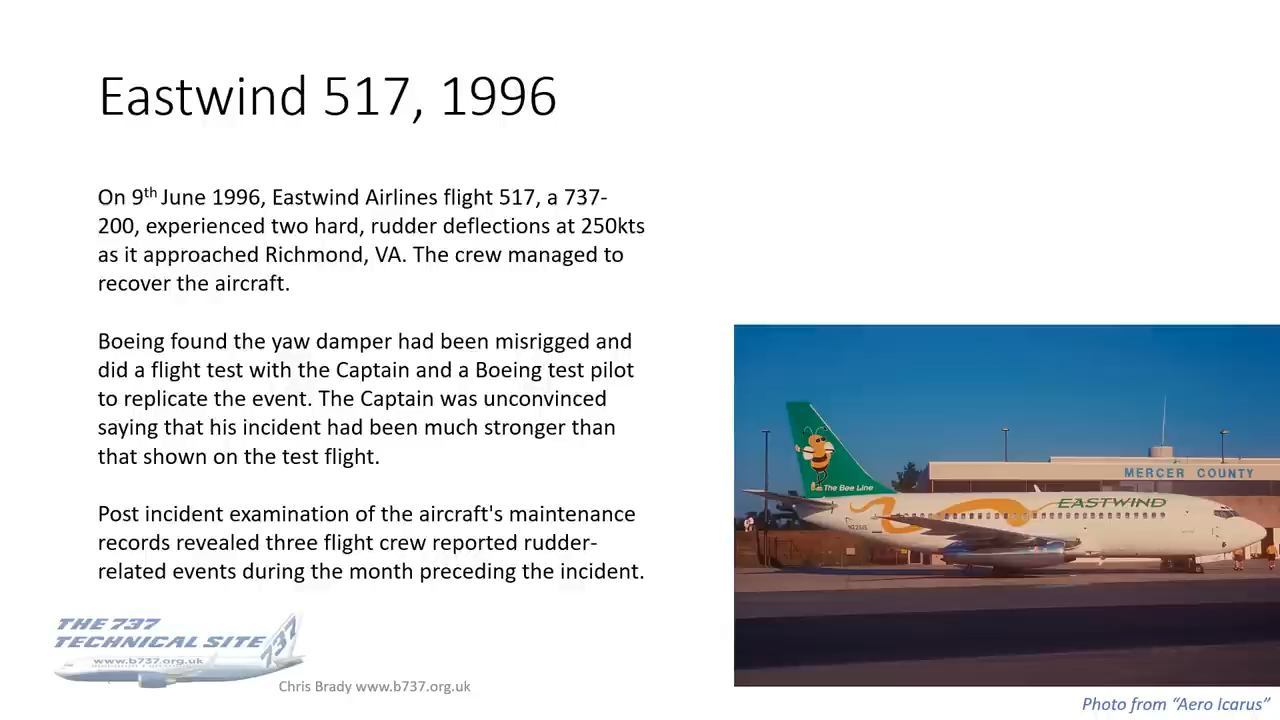 Eastwind 517, 1996
On 9th June 1996, Eastwind Airlines flight 517, a 737-
200, experienced two hard, rudder deflections at 250kts
as it approached Richmond, VA. The crew managed to
recover the aircraft.
Boeing found the yaw damper had been misrigged and
did a flight test with the Captain and a Boeing test pilot
to replicate the event. The Captain was unconvinced
saying that his incident had been much stronger than
that shown on the test flight.
Post incident examination of the aircraft's maintenance
records revealed three flight crew reported rudder-
related events during the month preceding the incident.
The Bee Line
MERCER COUNTY
EASTWIND
THE 737
TECHNICAL SITE
737
www.b737.org.uk
Chris Brady www.b737.org.uk
Photo from “Aero Icarus”